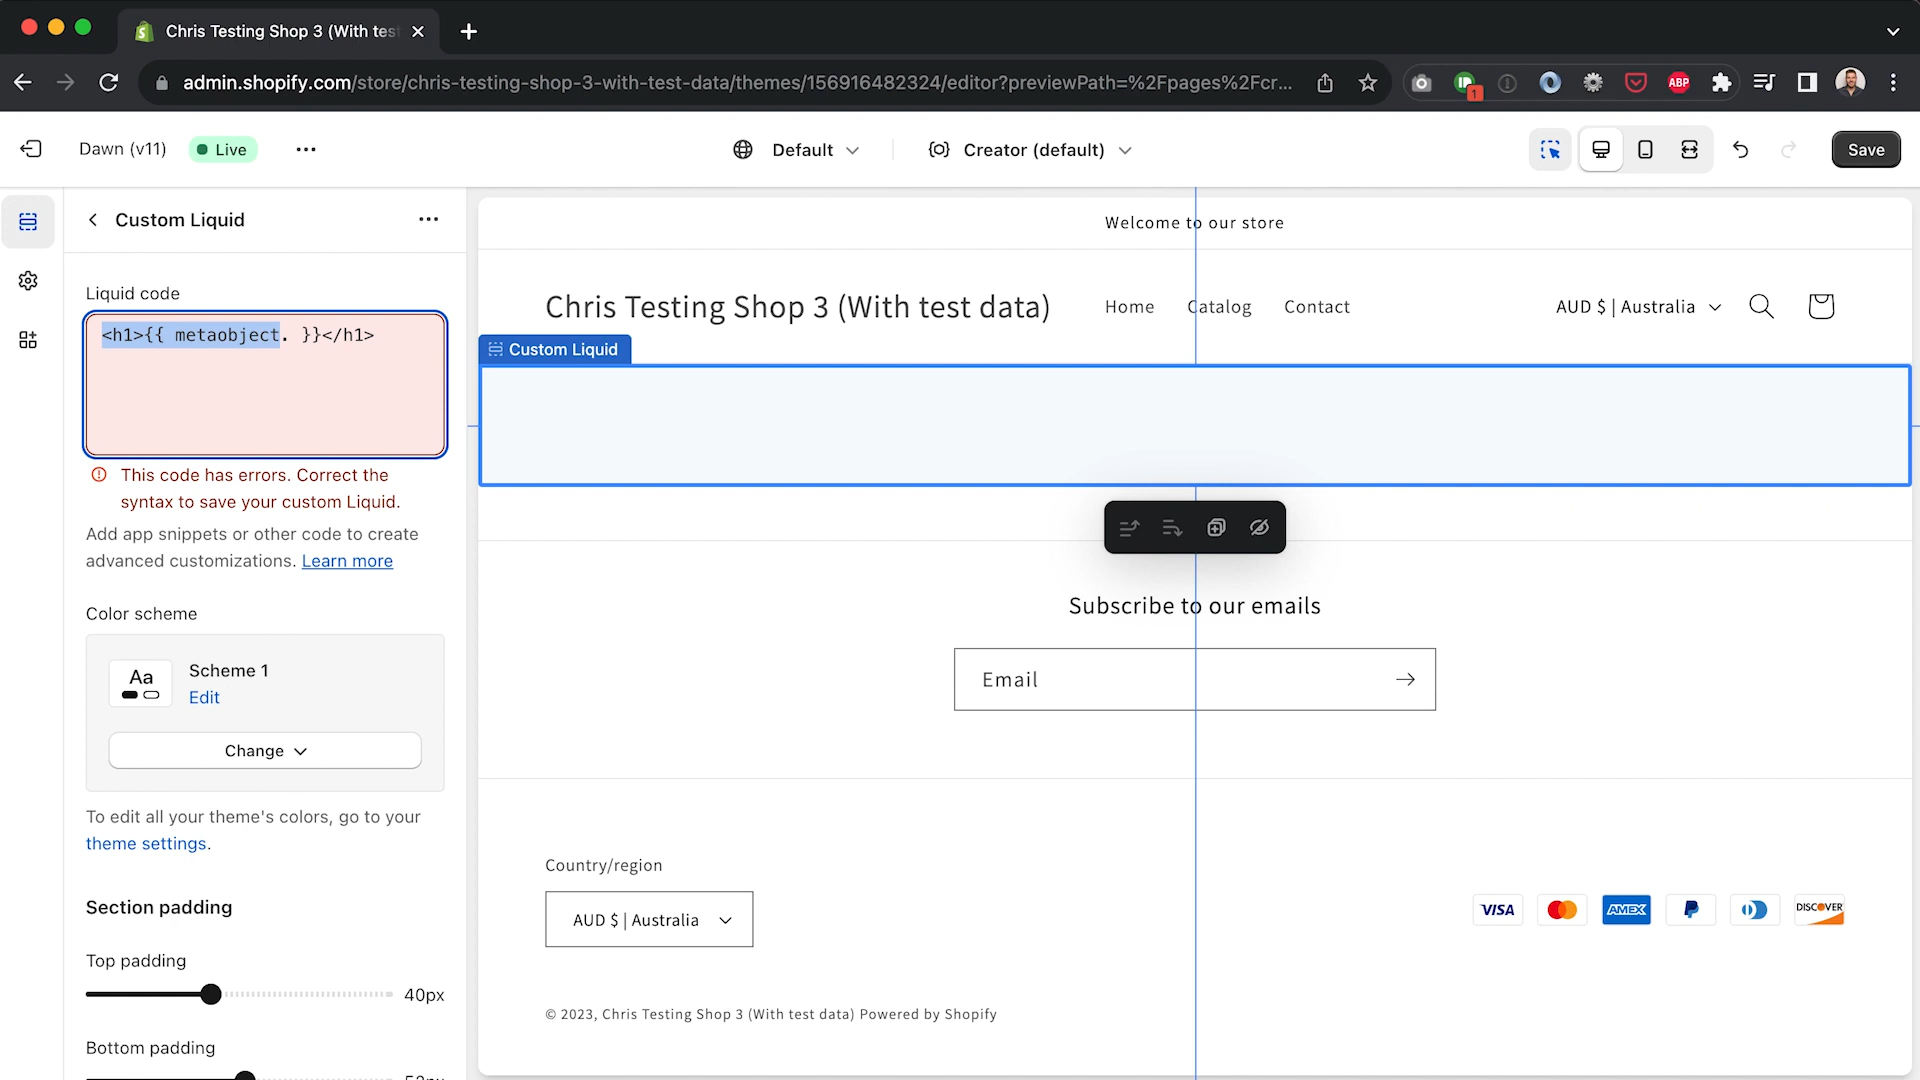 Chris Testing Shop 3 (With tes
admin.shopify.com/store/chris-testing-shop-3-with-test-data/themes/156916482324/editor?previewPath=%2Fpages%2Fcr...
1
ABP
Dawn (v11)
Live
Default
Creator (default)
Save
Custom Liquid
Liquid code
<h1>{{ metaobject. }}</h1>
This code has errors. Correct the
syntax to save your custom Liquid.
Add app snippets or other code to create
advanced customizations. Learn more
Color scheme
Aa
Scheme 1
Edit
Change
To edit all your theme's colors, go to your
theme settings.
Section padding
Top padding
40px
Bottom padding
Welcome to our store
Chris Testing Shop 3 (With test data)
Home
Catalog
Contact
AUD $ | Australia
Custom Liquid
Subscribe to our emails
Email
Country/region
AUD $ | Australia
VISA
AMEX
DISCOVER
© 2023, Chris Testing Shop 3 (With test data) Powered by Shopify